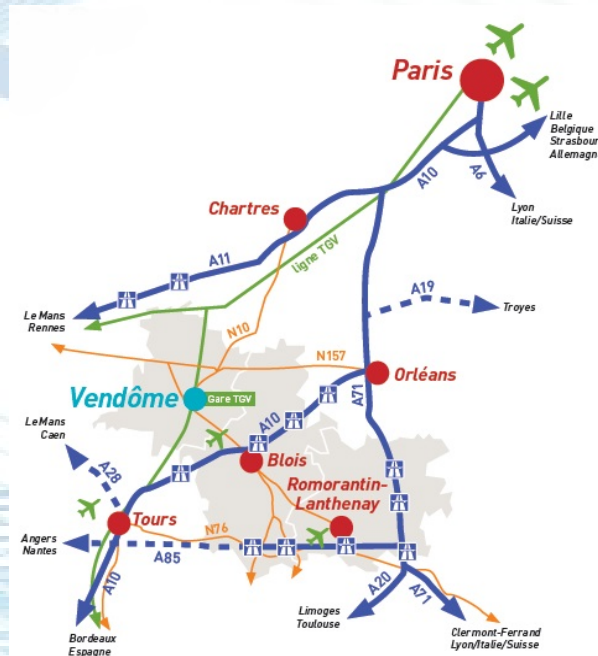 Paris
Lille
Belgique
Strasbour
Allemagn
A10
A6
Lyon
Italie/Suisse
Chartres
ligne TGV
A11
A19
Troyes
Le Mans
Rennes
N10
N157
Orléans
A71
Vendôme
Gare TGV
A10
Le Mans
Caen
A28
Blois
Romorantin-
Lanthenay
Tours
N76
Angers
Nantes
A85
A10
A20
A71
Limoges
Toulouse
Clermont-Ferrand
Lyon/Italie/Suisse
Bordeaux
Espagne